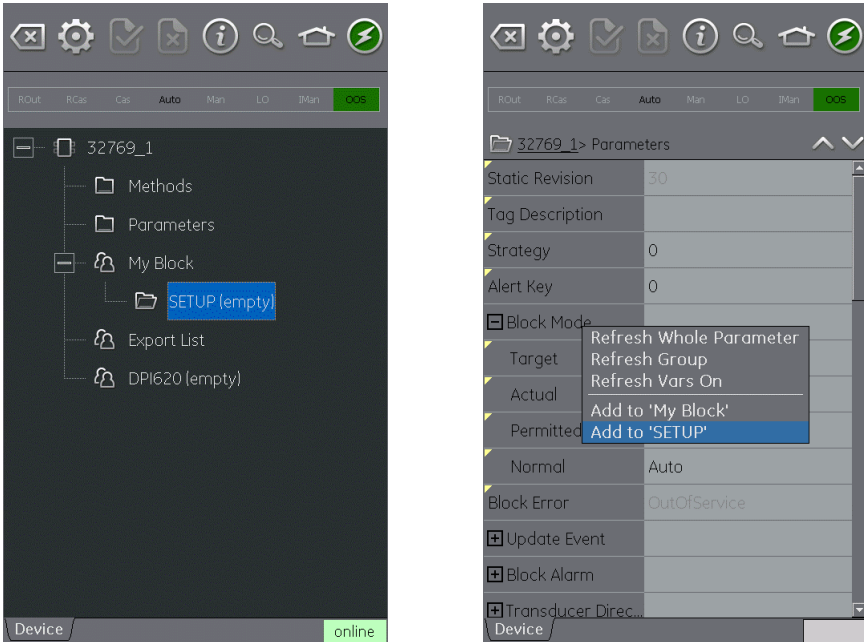 ROut RCas Cas Auto Man LO IMan OOS
32769_1
Methods
Parameters
My Block
SETUP (empty)
Export List
DPI620 (empty)
Device online
ROut RCas Cas Auto Man LO IMan OOS
32769_1> Parameters
Static Revision 30
Tag Description
Strategy 0
Alert Key 0
Block Mode
Refresh Whole Parameter
Target Refresh Group
Refresh Vars On
Actual
Add to 'My Block'
Permitted Add to 'SETUP'
Normal Auto
Block Error OutOfService
Update Event
Block Alarm
Transducer Direc...
Device